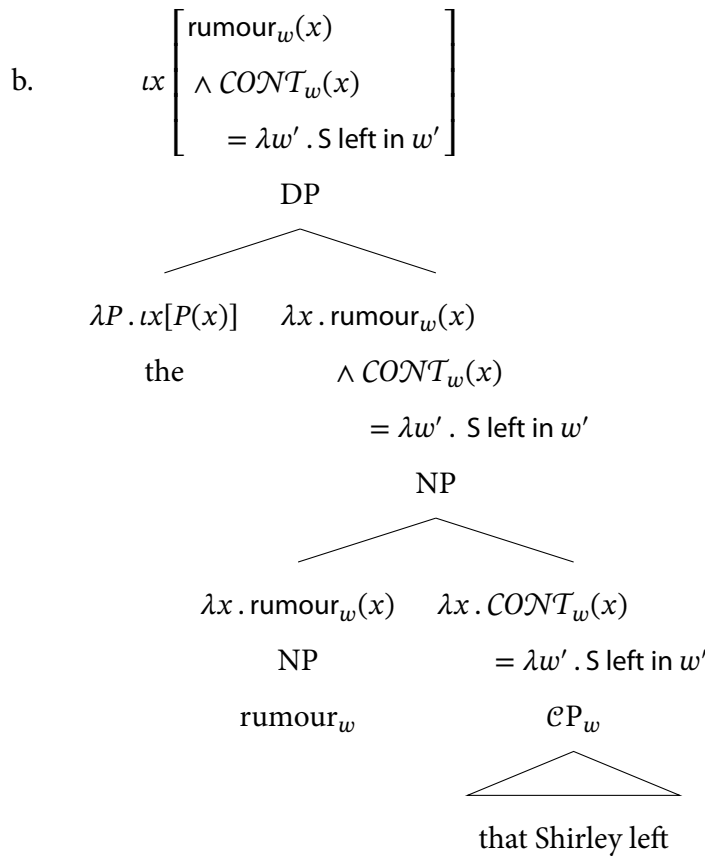 b. ιx [ rumour_w(x)
∧ 𝒞𝒪𝒩𝒯_w(x)
= λw′ . S left in w′ ]
DP
λP . ιx[P(x)] λx . rumour_w(x)
the ∧ 𝒞𝒪𝒩𝒯_w(x)
= λw′ . S left in w′
NP
λx . rumour_w(x) λx . 𝒞𝒪𝒩𝒯_w(x)
NP = λw′ . S left in w′
rumour_w 𝒞P_w
that Shirley left